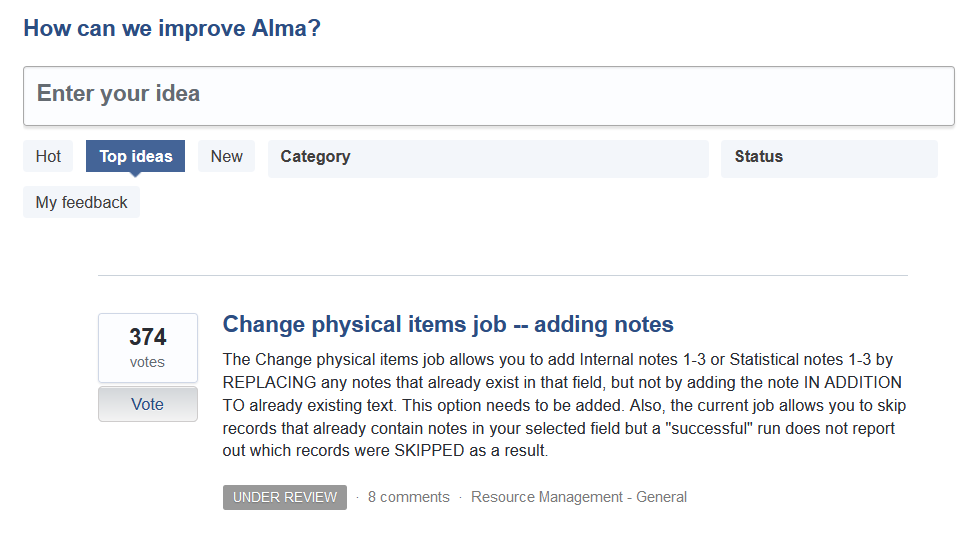 How can we improve Alma?
Enter your idea
Hot
Top ideas
New
Category
Status
My feedback
374
votes
Vote
Change physical items job -- adding notes
The Change physical items job allows you to add Internal notes 1-3 or Statistical notes 1-3 by
REPLACING any notes that already exist in that field, but not by adding the note IN ADDITION
TO already existing text. This option needs to be added. Also, the current job allows you to skip
records that already contain notes in your selected field but a "successful" run does not report
out which records were SKIPPED as a result.
UNDER REVIEW · 8 comments · Resource Management - General